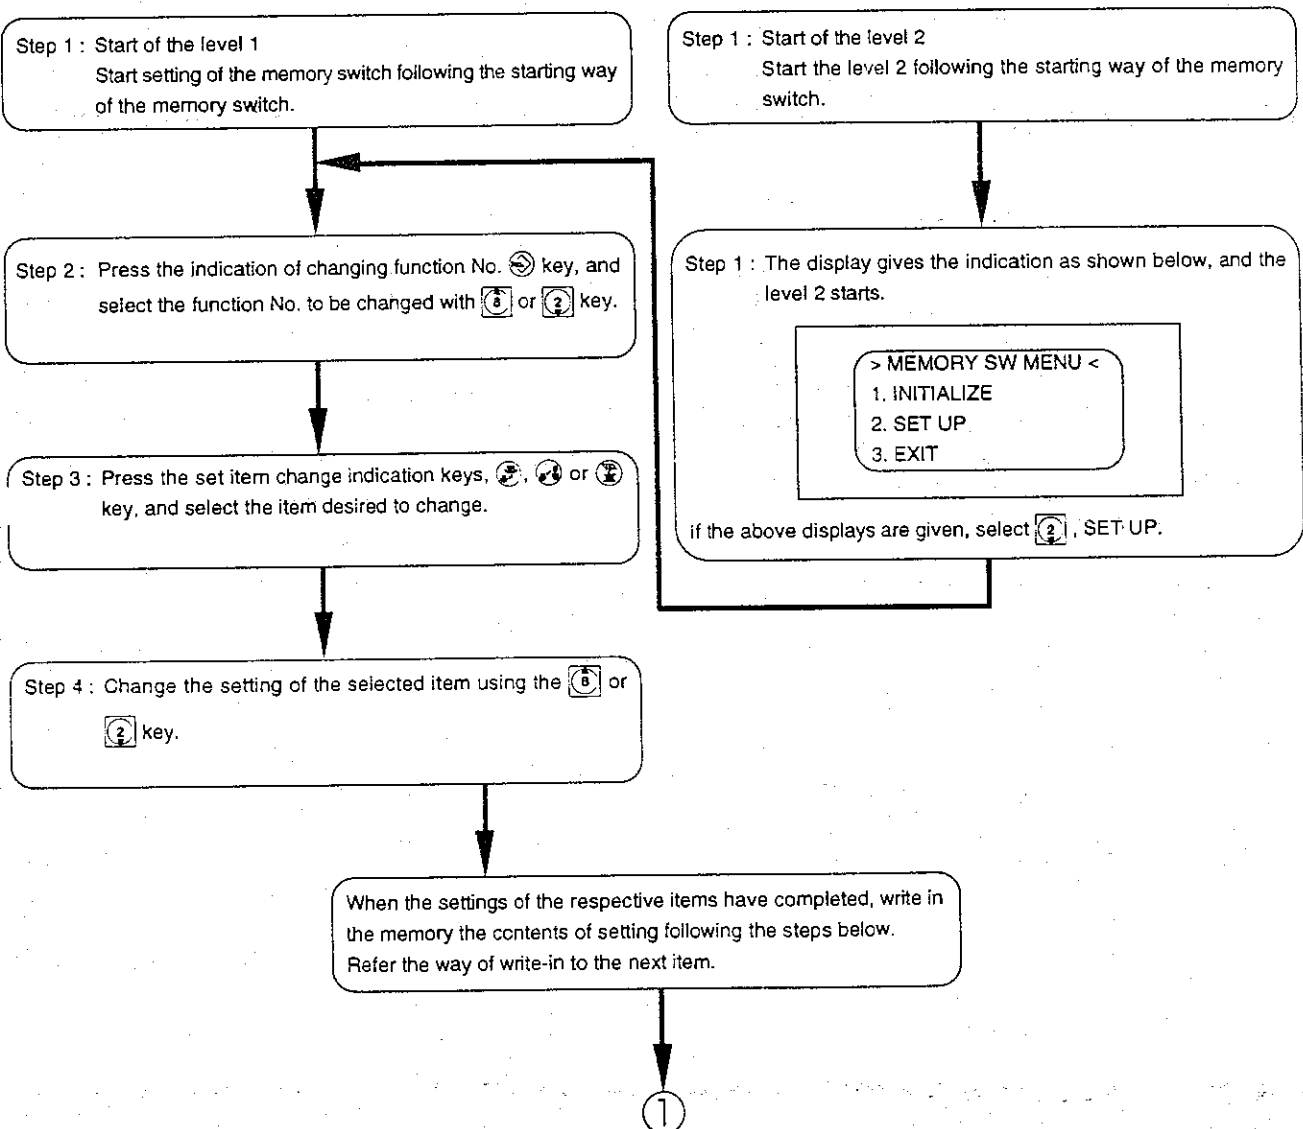 Step 1 : Start of the level 1
Start setting of the memory switch following the starting way
of the memory switch.
Step 1 : Start of the level 2
Start the level 2 following the starting way of the memory
switch.
Step 2 : Press the indication of changing function No. key, and
select the function No. to be changed with 8 or 2 key.
Step 1 : The display gives the indication as shown below, and the
level 2 starts.
> MEMORY SW MENU <
1. INITIALIZE
2. SET UP
3. EXIT
if the above displays are given, select 2 , SET UP.
Step 3 : Press the set item change indication keys, , or
key, and select the item desired to change.
Step 4 : Change the setting of the selected item using the 8 or
2 key.
When the settings of the respective items have completed, write in
the memory the contents of setting following the steps below.
Refer the way of write-in to the next item.
1